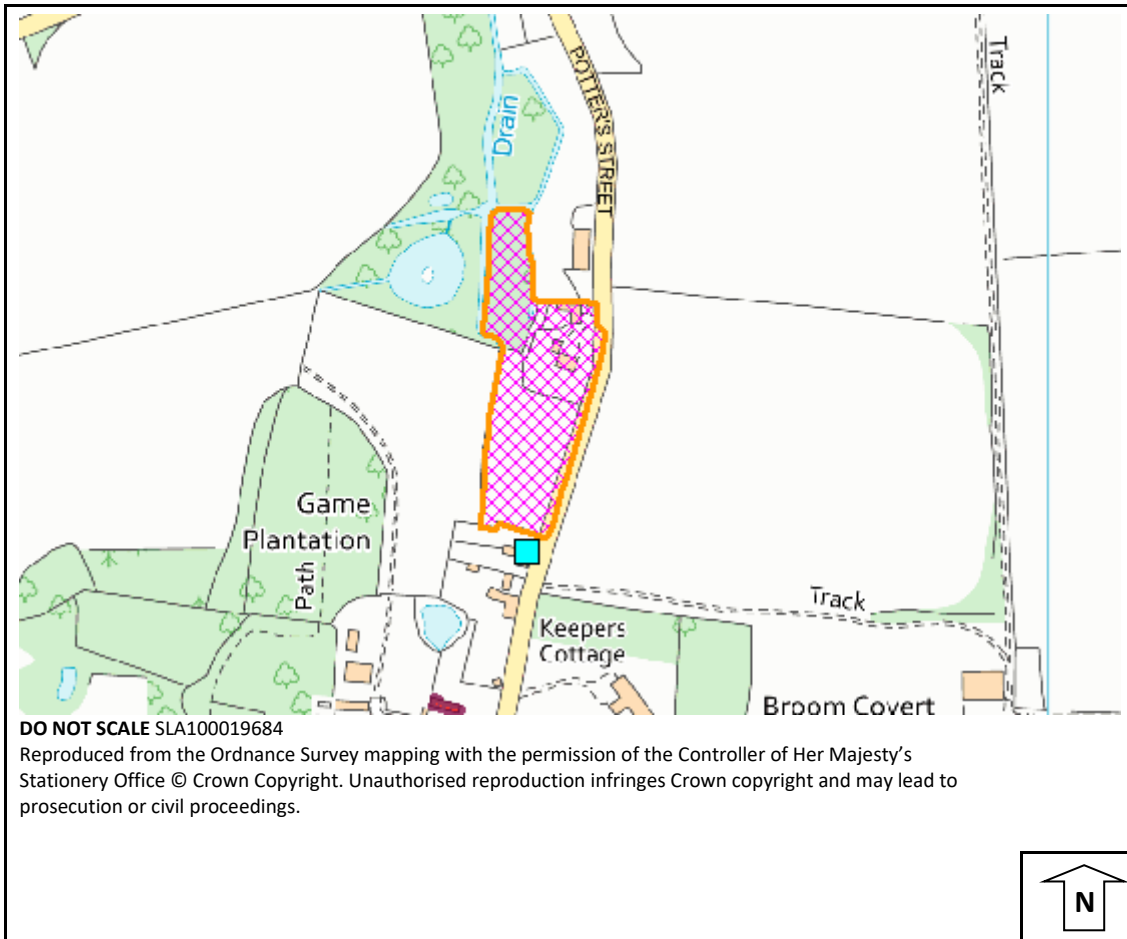 POTTER'S STREET
Track
Drain
Game
Plantation
Path
Track
Keepers
Cottage
Broom Covert
DO NOT SCALE SLA100019684
Reproduced from the Ordnance Survey mapping with the permission of the Controller of Her Majesty's
Stationery Office © Crown Copyright. Unauthorised reproduction infringes Crown copyright and may lead to
prosecution or civil proceedings.
N